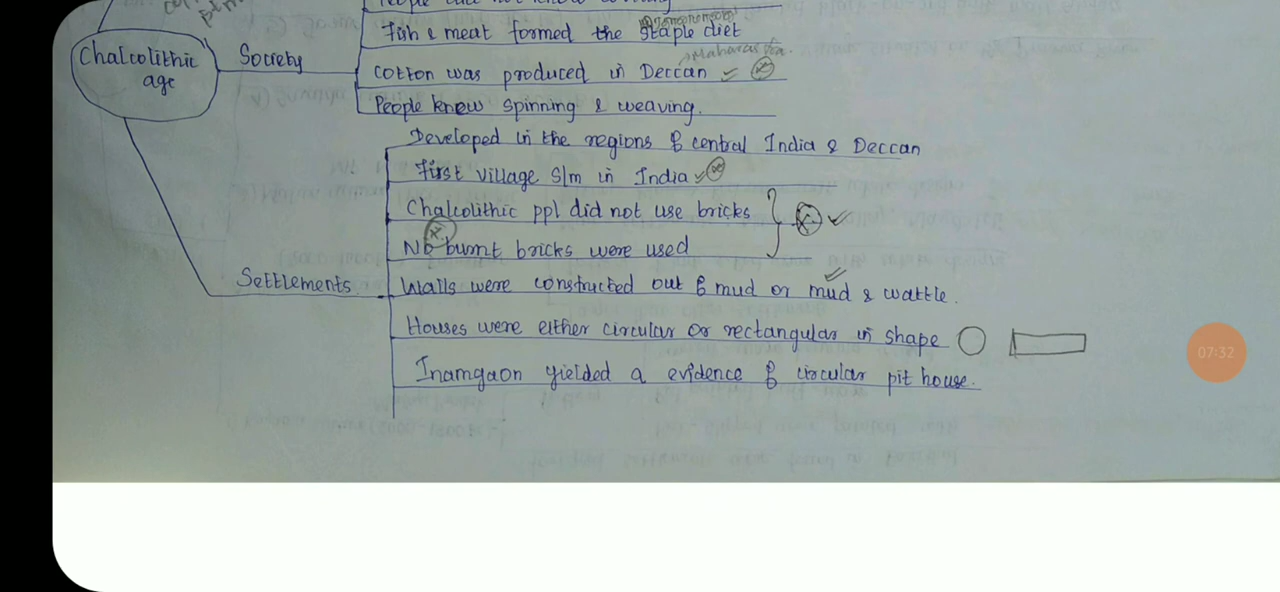 Fish & meat formed the staple diet
Maharastra.
Chalcolithic age
Society
Cotton was produced in Deccan
People knew spinning & weaving.
Developed in the regions of central India & Deccan
First village s/m in India
Chalcolithic ppl did not use bricks
No burnt bricks were used
Settlements
Walls were constructed out of mud or mud & wattle.
Houses were either circular or rectangular in shape
07:32
Inamgaon yielded a evidence of circular pit house.